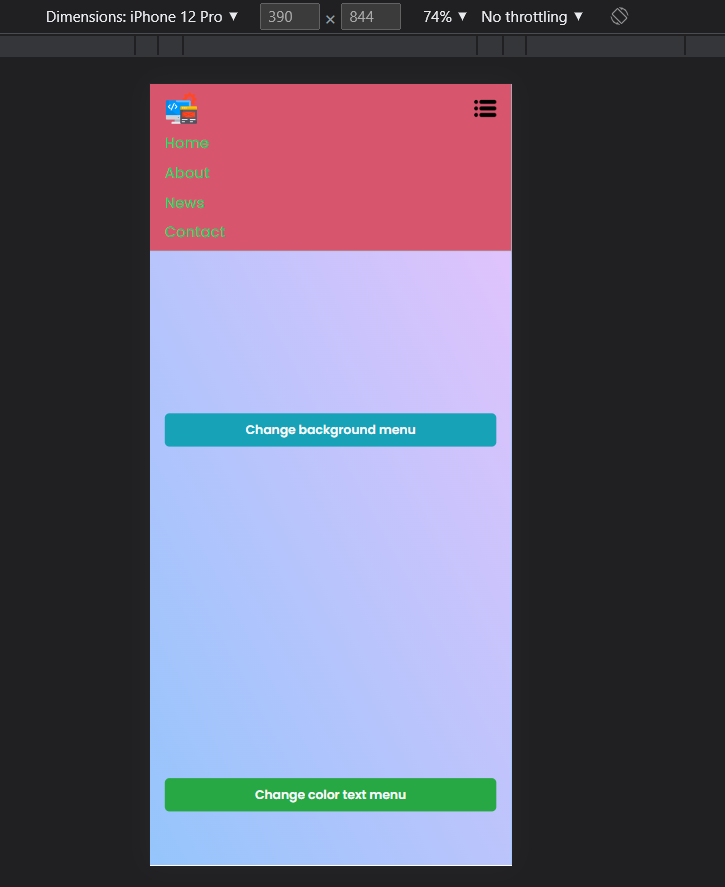 Dimensions: iPhone 12 Pro ▼ 390 × 844 74% ▼ No throttling ▼
</>
Home
About
News
Contact
Change background menu
Change color text menu